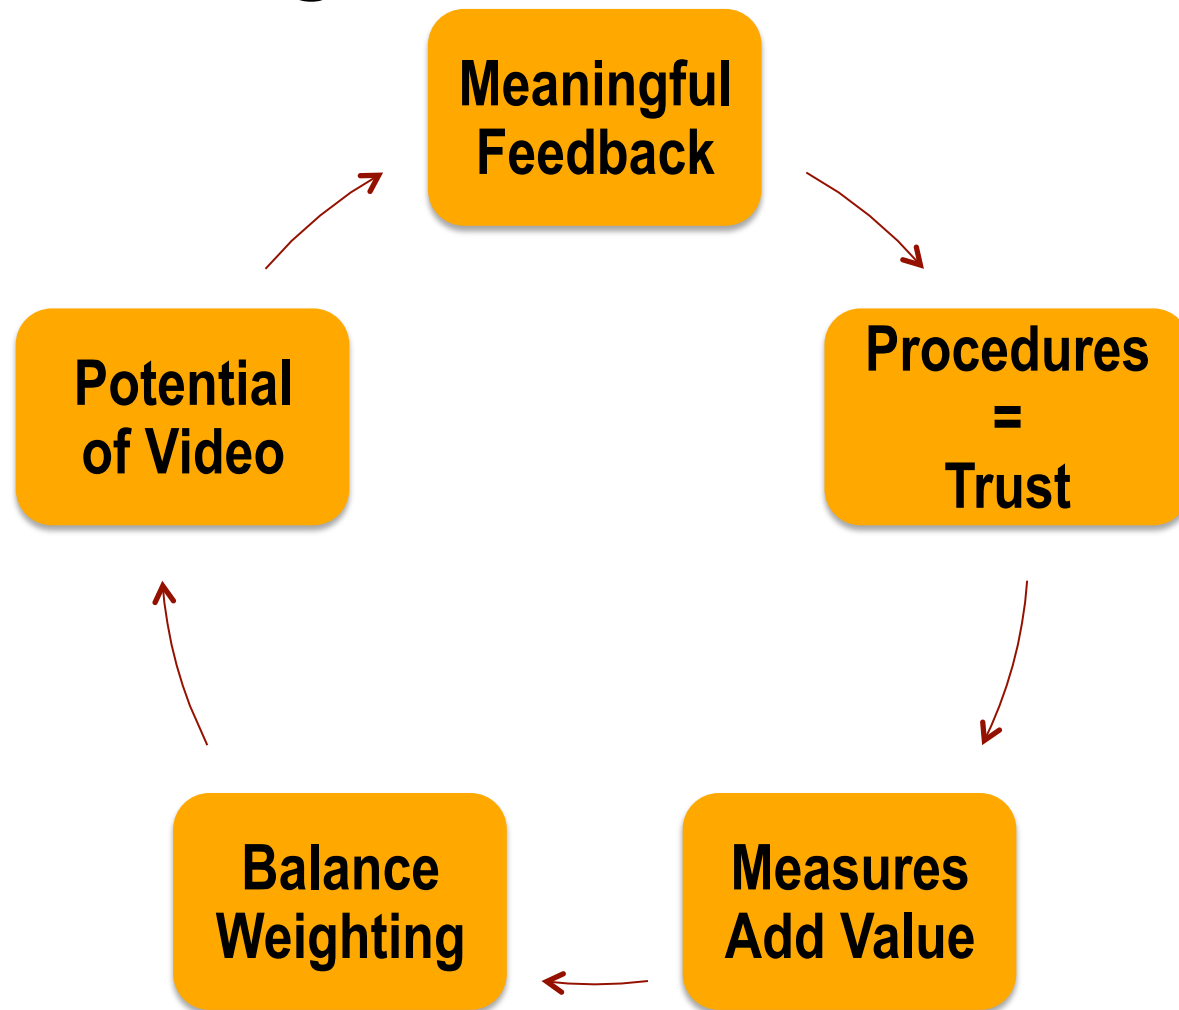 Meaningful
Feedback
Procedures
=
Trust
Measures
Add Value
Balance
Weighting
Potential
of Video